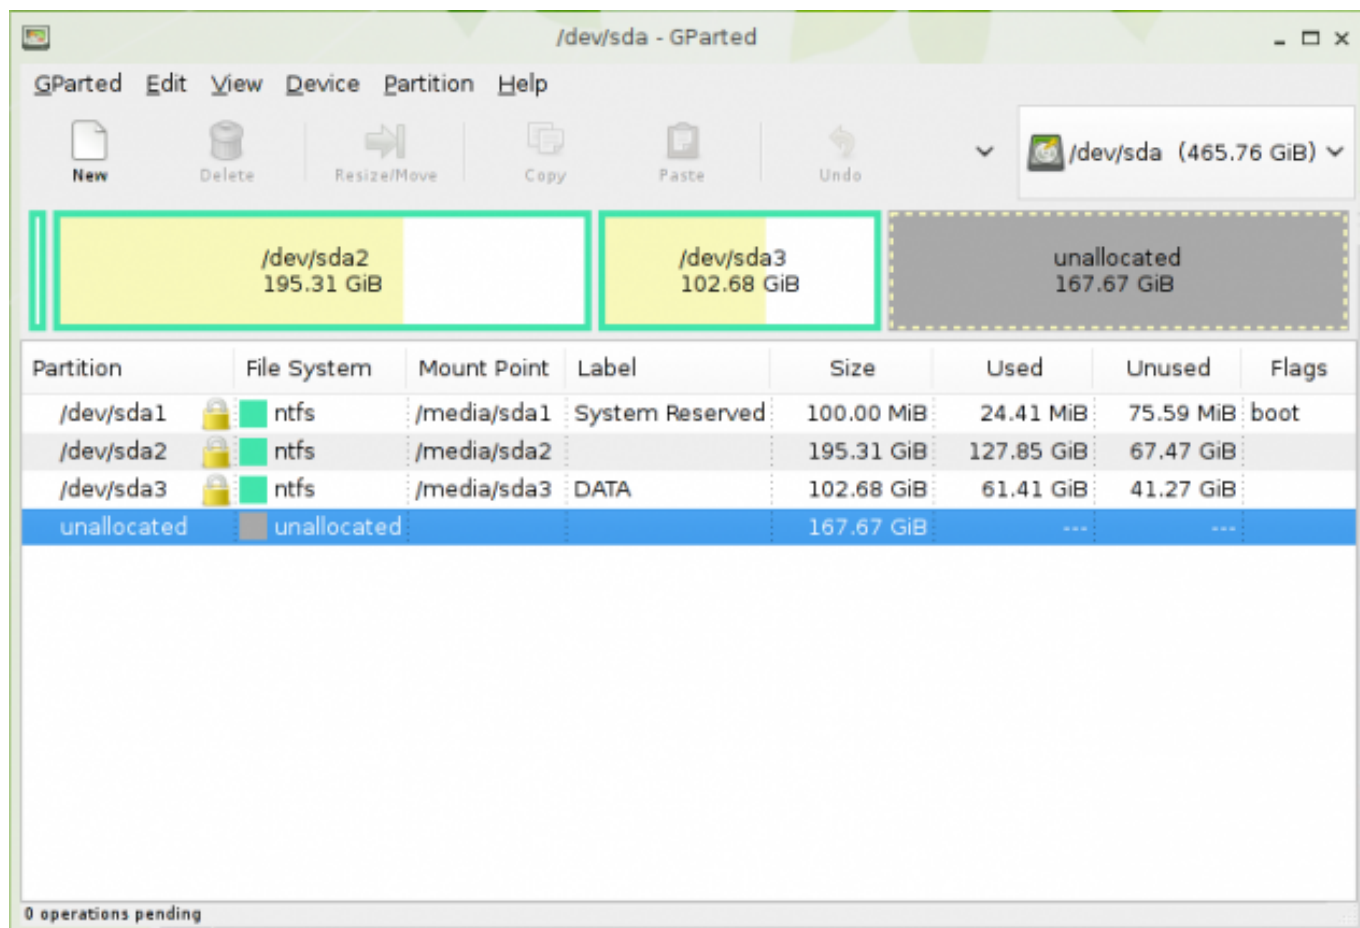 /dev/sda - GParted
GParted Edit View Device Partition Help
New Delete Resize/Move Copy Paste Undo /dev/sda (465.76 GiB)
/dev/sda2 /dev/sda3 unallocated
195.31 GiB 102.68 GiB 167.67 GiB
Partition File System Mount Point Label Size Used Unused Flags
/dev/sda1 ntfs /media/sda1 System Reserved 100.00 MiB 24.41 MiB 75.59 MiB boot
/dev/sda2 ntfs /media/sda2 195.31 GiB 127.85 GiB 67.47 GiB
/dev/sda3 ntfs /media/sda3 DATA 102.68 GiB 61.41 GiB 41.27 GiB
unallocated unallocated 167.67 GiB --- ---
0 operations pending